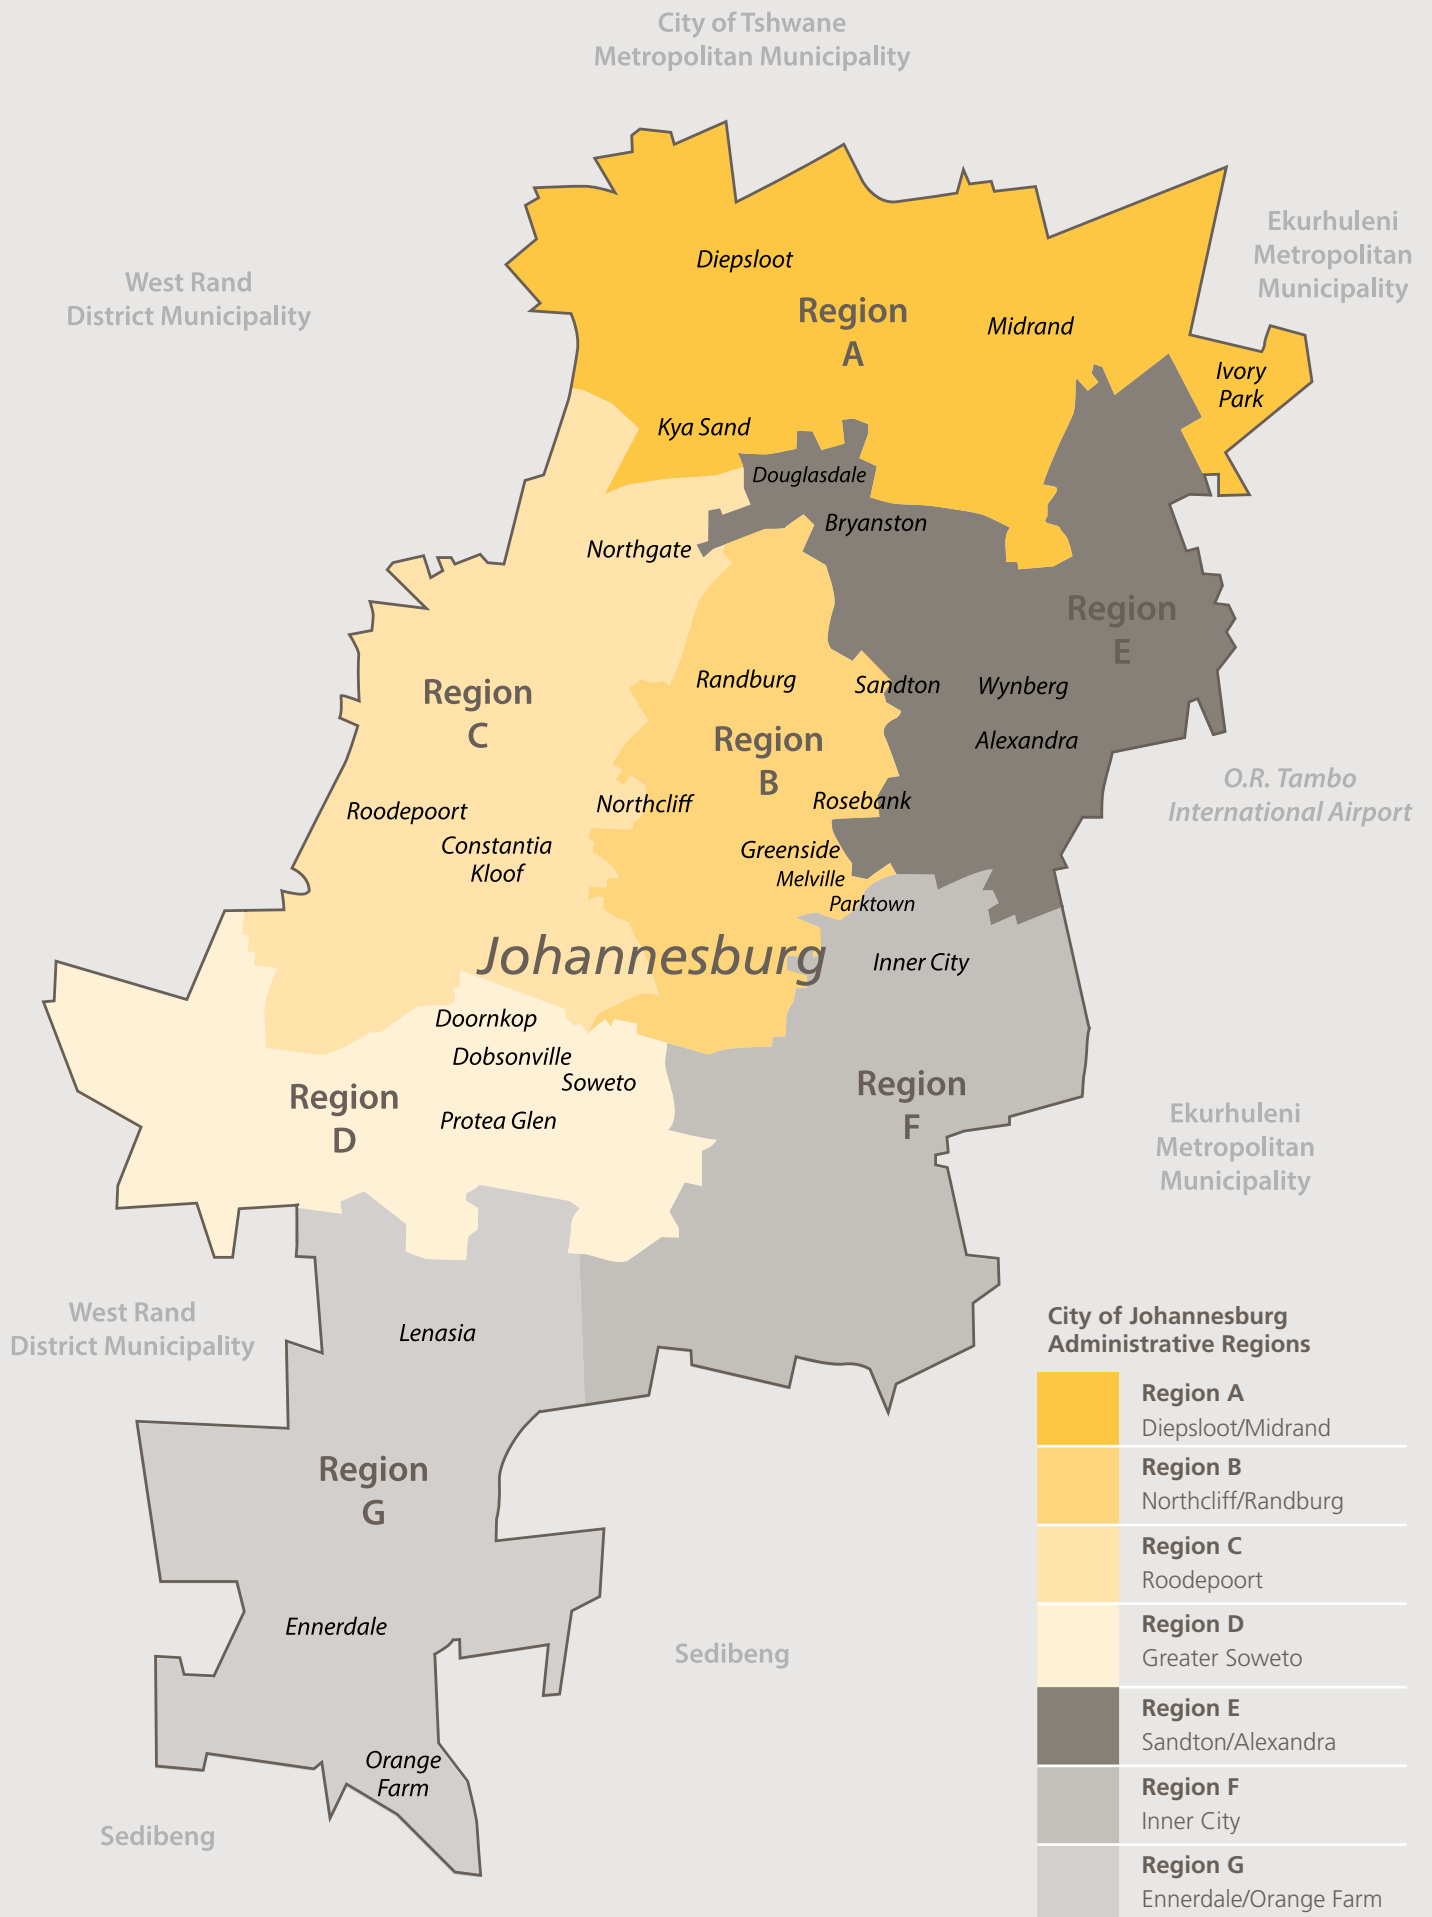 City of Tshwane
Metropolitan Municipality
Ekurhuleni
Metropolitan
Municipality
West Rand
District Municipality
Diepsloot
Region
A
Midrand
Ivory
Park
Kya Sand
Douglasdale
Bryanston
Northgate
Region
E
Randburg
Sandton
Wynberg
Region
C
Region
B
Alexandra
O.R. Tambo
International Airport
Roodepoort
Northcliff
Rosebank
Constantia
Kloof
Greenside
Melville
Parktown
Johannesburg
Inner City
Doornkop
Dobsonville
Soweto
Protea Glen
Region
D
Region
F
Ekurhuleni
Metropolitan
Municipality
West Rand
District Municipality
Lenasia
Region
G
Ennerdale
Sedibeng
Orange
Farm
Sedibeng
City of Johannesburg
Administrative Regions
Region A
Diepsloot/Midrand
Region B
Northcliff/Randburg
Region C
Roodepoort
Region D
Greater Soweto
Region E
Sandton/Alexandra
Region F
Inner City
Region G
Ennerdale/Orange Farm